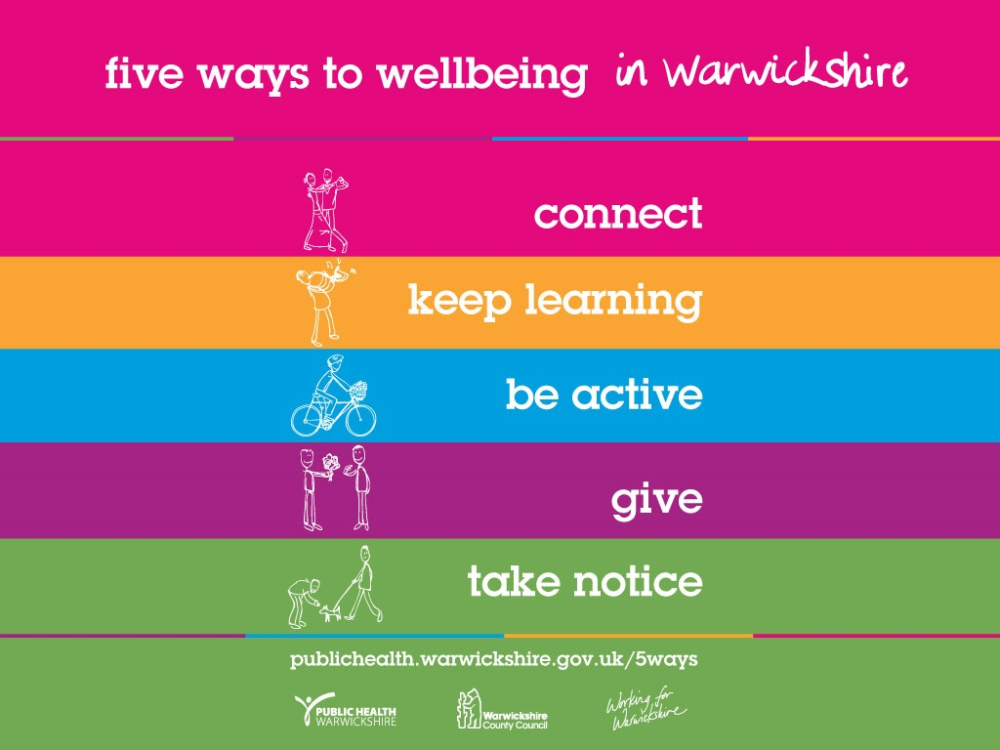 five ways to wellbeing in Warwickshire
connect
keep learning
be active
give
take notice
publichealth.warwickshire.gov.uk/5ways
PUBLIC HEALTH
WARWICKSHIRE
Warwickshire
County Council
Working for
Warwickshire